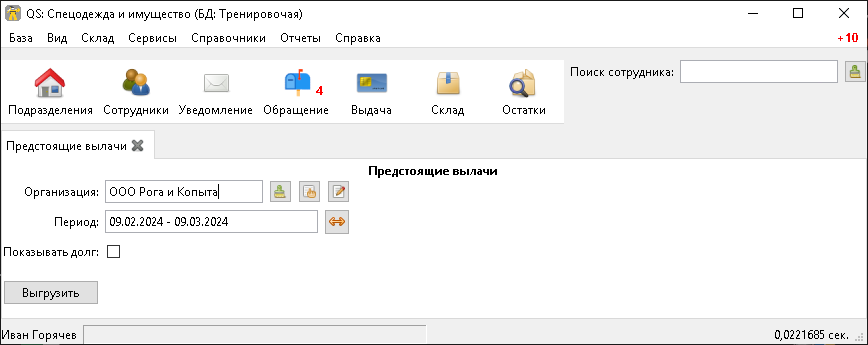 QS: Спецодежда и имущество (БД: Тренировочая)
База Вид Склад Сервисы Справочники Отчеты Справка +10
Подразделения Сотрудники Уведомление Обращение 4 Выдача Склад Остатки
Поиск сотрудника:
Предстоящие вылачи
Предстоящие вылачи
Организация: ООО Рога и Копыта
Период: 09.02.2024 - 09.03.2024
Показывать долг:
Выгрузить
Иван Горячев 0,0221685 сек.